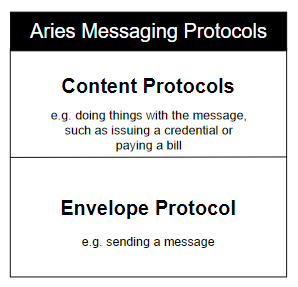 Aries Messaging Protocols
Content Protocols
e.g. doing things with the message,
such as issuing a credential or
paying a bill
Envelope Protocol
e.g. sending a message